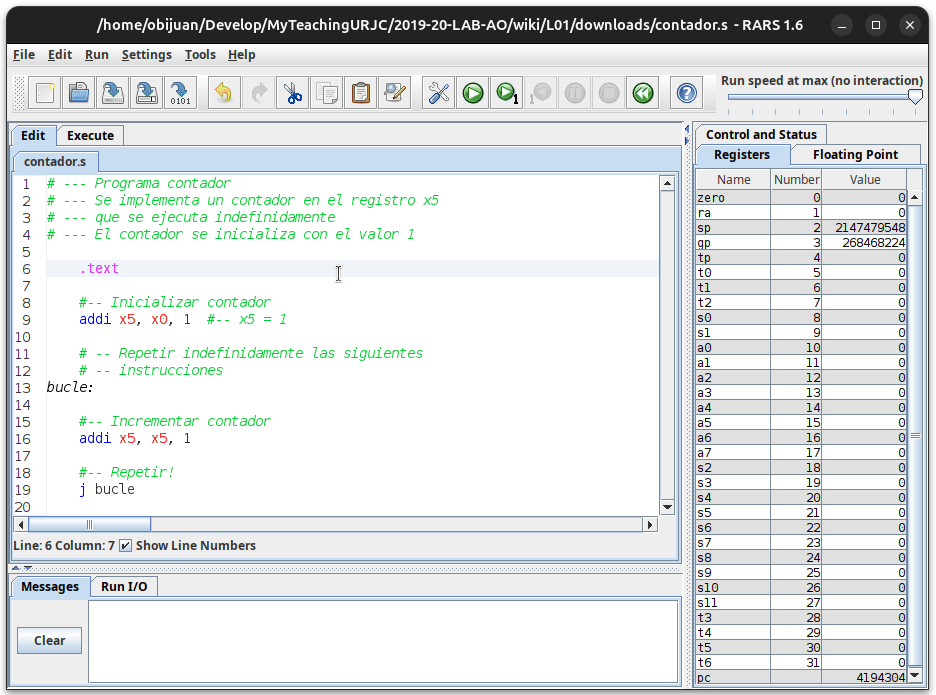 /home/obijuan/Develop/MyTeachingURJC/2019-20-LAB-AO/wiki/L01/downloads/contador.s - RARS 1.6
File Edit Run Settings Tools Help
0101
1
1
?
Run speed at max (no interaction)
Edit Execute
contador.s
1 # --- Programa contador
2 # --- Se implementa un contador en el registro x5
3 # --- que se ejecuta indefinidamente
4 # --- El contador se inicializa con el valor 1
5
6 .text
7
8 #-- Inicializar contador
9 addi x5, x0, 1 #-- x5 = 1
10
11 # -- Repetir indefinidamente las siguientes
12 # -- instrucciones
13 bucle:
14
15 #-- Incrementar contador
16 addi x5, x5, 1
17
18 #-- Repetir!
19 j bucle
20
Line: 6 Column: 7 Show Line Numbers
Messages Run I/O
Clear
Control and Status
Registers Floating Point
Name Number Value
zero 0 0
ra 1 0
sp 2 2147479548
gp 3 268468224
tp 4 0
t0 5 0
t1 6 0
t2 7 0
s0 8 0
s1 9 0
a0 10 0
a1 11 0
a2 12 0
a3 13 0
a4 14 0
a5 15 0
a6 16 0
a7 17 0
s2 18 0
s3 19 0
s4 20 0
s5 21 0
s6 22 0
s7 23 0
s8 24 0
s9 25 0
s10 26 0
s11 27 0
t3 28 0
t4 29 0
t5 30 0
t6 31 0
pc 4194304